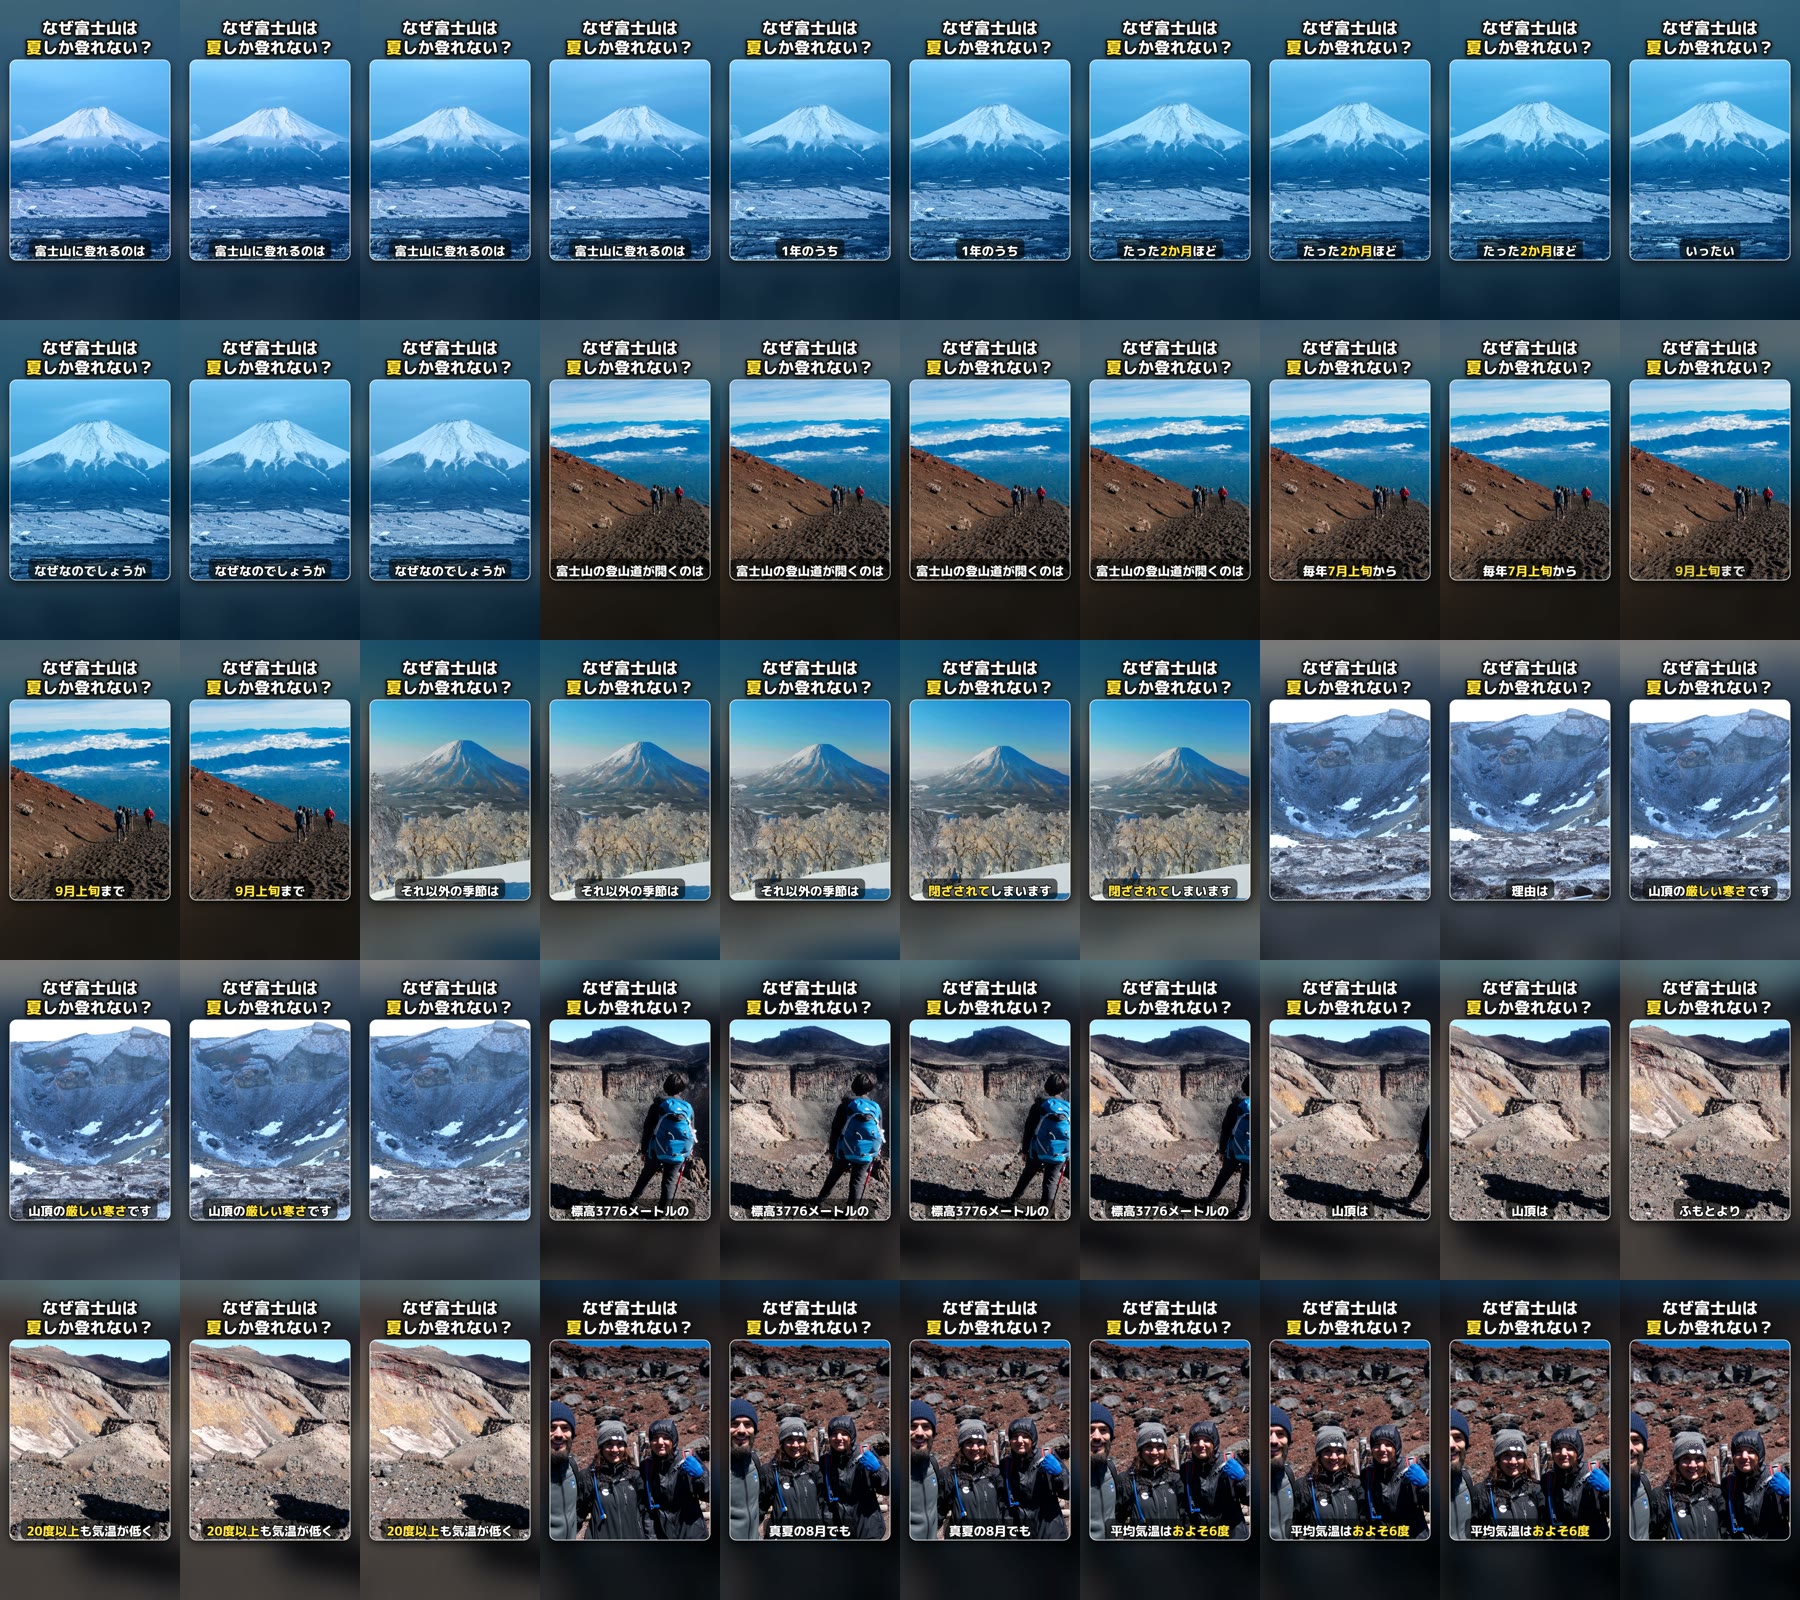 なぜ富士山は
夏しか登れない？
富士山に登れるのは
なぜ富士山は
夏しか登れない？
富士山に登れるのは
なぜ富士山は
夏しか登れない？
富士山に登れるのは
なぜ富士山は
夏しか登れない？
富士山に登れるのは
なぜ富士山は
夏しか登れない？
1年のうち
なぜ富士山は
夏しか登れない？
1年のうち
なぜ富士山は
夏しか登れない？
たった2か月ほど
なぜ富士山は
夏しか登れない？
たった2か月ほど
なぜ富士山は
夏しか登れない？
たった2か月ほど
なぜ富士山は
夏しか登れない？
いったい
なぜ富士山は
夏しか登れない？
なぜなのでしょうか
なぜ富士山は
夏しか登れない？
なぜなのでしょうか
なぜ富士山は
夏しか登れない？
なぜなのでしょうか
なぜ富士山は
夏しか登れない？
富士山の登山道が開くのは
なぜ富士山は
夏しか登れない？
富士山の登山道が開くのは
なぜ富士山は
夏しか登れない？
富士山の登山道が開くのは
なぜ富士山は
夏しか登れない？
富士山の登山道が開くのは
なぜ富士山は
夏しか登れない？
毎年7月上旬から
なぜ富士山は
夏しか登れない？
毎年7月上旬から
なぜ富士山は
夏しか登れない？
9月上旬まで
なぜ富士山は
夏しか登れない？
9月上旬まで
なぜ富士山は
夏しか登れない？
9月上旬まで
なぜ富士山は
夏しか登れない？
それ以外の季節は
なぜ富士山は
夏しか登れない？
それ以外の季節は
なぜ富士山は
夏しか登れない？
それ以外の季節は
なぜ富士山は
夏しか登れない？
閉ざされてしまいます
なぜ富士山は
夏しか登れない？
閉ざされてしまいます
なぜ富士山は
夏しか登れない？
なぜ富士山は
夏しか登れない？
理由は
なぜ富士山は
夏しか登れない？
山頂の厳しい寒さです
なぜ富士山は
夏しか登れない？
山頂の厳しい寒さです
なぜ富士山は
夏しか登れない？
山頂の厳しい寒さです
なぜ富士山は
夏しか登れない？
なぜ富士山は
夏しか登れない？
標高3776メートルの
なぜ富士山は
夏しか登れない？
標高3776メートルの
なぜ富士山は
夏しか登れない？
標高3776メートルの
なぜ富士山は
夏しか登れない？
標高3776メートルの
なぜ富士山は
夏しか登れない？
山頂は
なぜ富士山は
夏しか登れない？
山頂は
なぜ富士山は
夏しか登れない？
ふもとより
なぜ富士山は
夏しか登れない？
20度以上も気温が低く
なぜ富士山は
夏しか登れない？
20度以上も気温が低く
なぜ富士山は
夏しか登れない？
20度以上も気温が低く
なぜ富士山は
夏しか登れない？
なぜ富士山は
夏しか登れない？
真夏の8月でも
なぜ富士山は
夏しか登れない？
真夏の8月でも
なぜ富士山は
夏しか登れない？
平均気温はおよそ6度
なぜ富士山は
夏しか登れない？
平均気温はおよそ6度
なぜ富士山は
夏しか登れない？
平均気温はおよそ6度
なぜ富士山は
夏しか登れない？